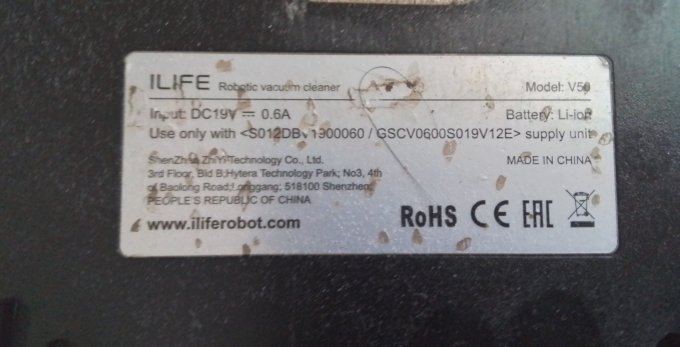 ILIFE Robotic vacuum cleaner Model: V50
Input: DC19V 0.6A Battery: Li-ion
Use only with <S012DBV1900060 / GSCV0600S019V12E> supply unit
ShenZhen ZhiYi Technology Co., Ltd. MADE IN CHINA
3rd Floor, Bld B,Hytera Technology Park; No3, 4th
of Baolong Road;Longgang; 518100 Shenzhen;
PEOPLE'S REPUBLIC OF CHINA
www.iliferobot.com RoHS CE EAC